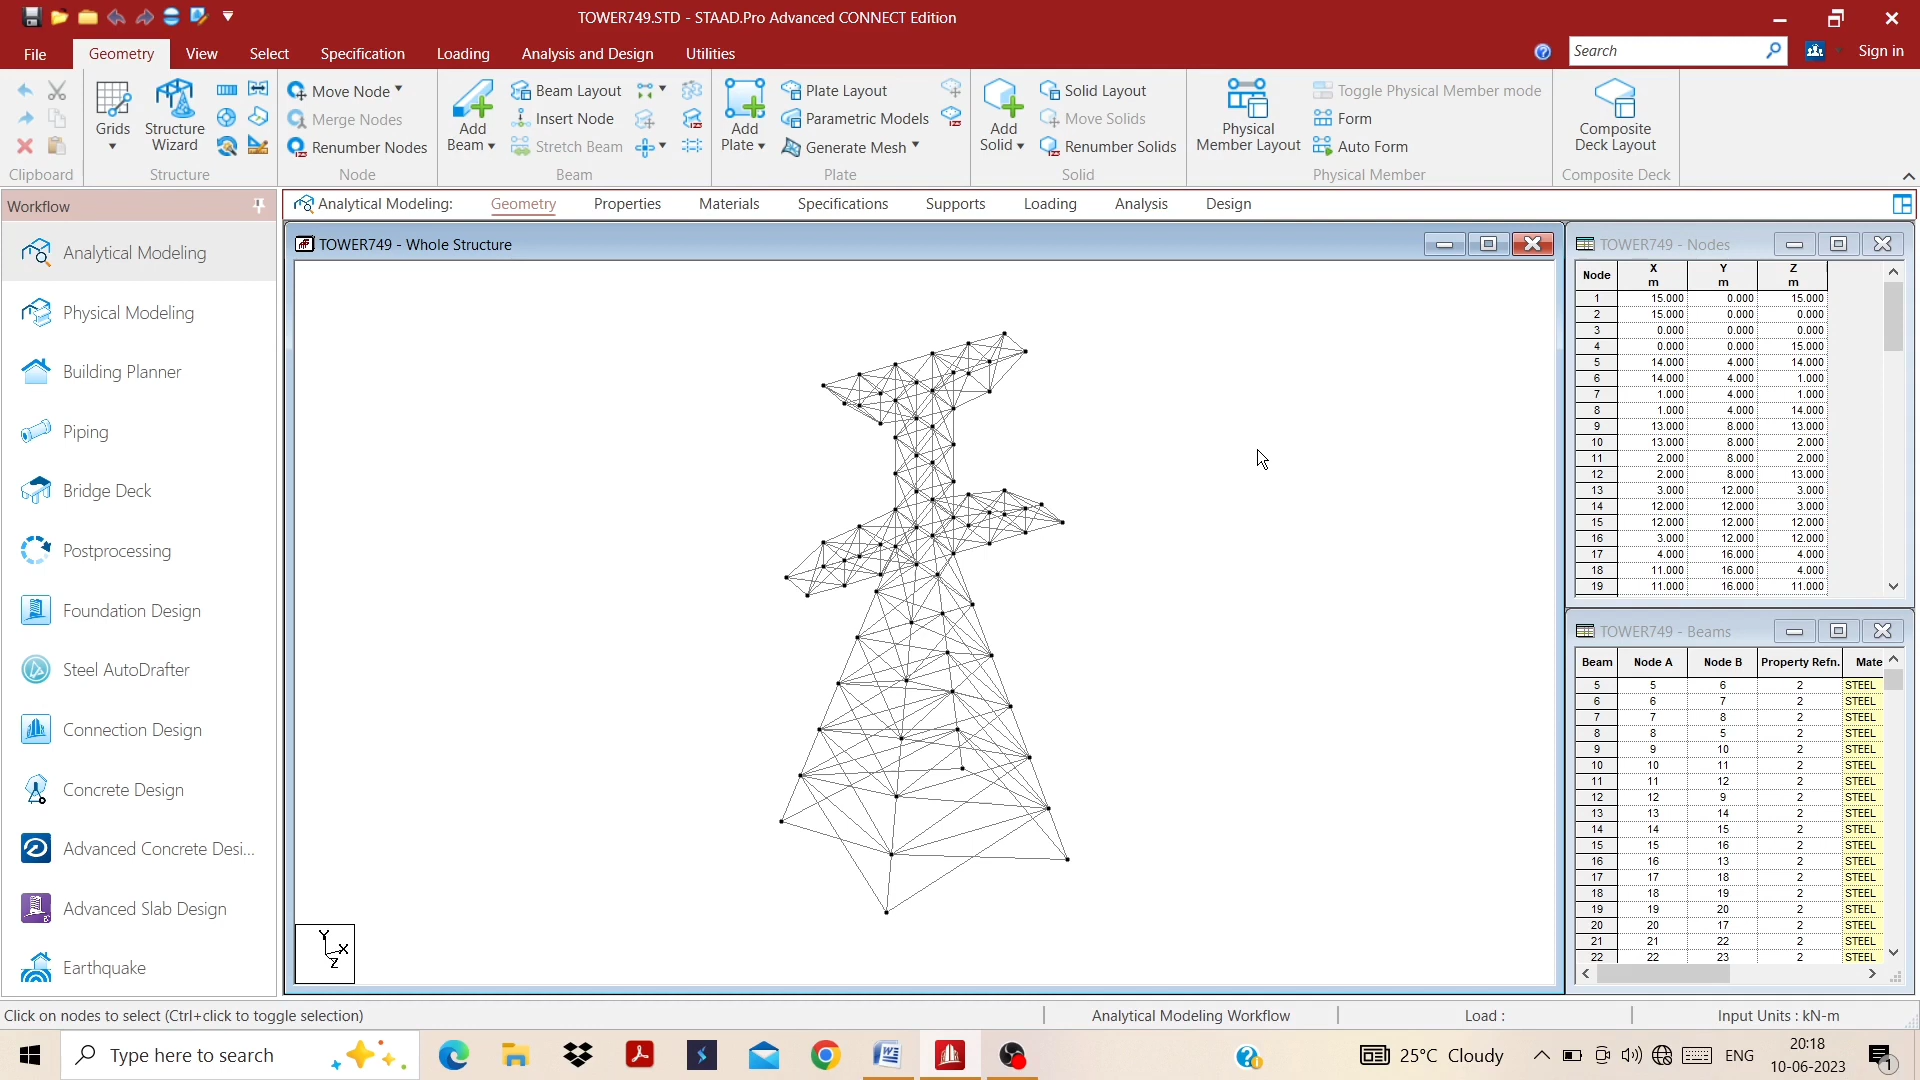 TOWER749.STD - STAAD.Pro Advanced CONNECT Edition
File Geometry View Select Specification Loading Analysis and Design Utilities Search Sign in
Grids
Structure Wizard
Clipboard
Structure
Move Node
Merge Nodes
Renumber Nodes
Node
Add Beam
Beam Layout
Insert Node
Stretch Beam
Beam
Add Plate
Plate Layout
Parametric Models
Generate Mesh
Plate
Add Solid
Solid Layout
Move Solids
Renumber Solids
Solid
Physical Member Layout
Toggle Physical Member mode
Form
Auto Form
Physical Member
Composite Deck Layout
Composite Deck
Workflow
Analytical Modeling: Geometry Properties Materials Specifications Supports Loading Analysis Design
Analytical Modeling
Physical Modeling
Building Planner
Piping
Bridge Deck
Postprocessing
Foundation Design
Steel AutoDrafter
Connection Design
Concrete Design
Advanced Concrete Desi...
Advanced Slab Design
Earthquake
TOWER749 - Whole Structure
Y
X
Z
TOWER749 - Nodes
Node X m Y m Z m
1 15.000 0.000 15.000
2 15.000 0.000 0.000
3 0.000 0.000 0.000
4 0.000 0.000 15.000
5 14.000 4.000 14.000
6 14.000 4.000 1.000
7 1.000 4.000 1.000
8 1.000 4.000 14.000
9 13.000 8.000 13.000
10 13.000 8.000 2.000
11 2.000 8.000 2.000
12 2.000 8.000 13.000
13 3.000 12.000 3.000
14 12.000 12.000 3.000
15 12.000 12.000 12.000
16 3.000 12.000 12.000
17 4.000 16.000 4.000
18 11.000 16.000 4.000
19 11.000 16.000 11.000
TOWER749 - Beams
Beam Node A Node B Property Refn. Mate
5 5 6 2 STEEL
6 6 7 2 STEEL
7 7 8 2 STEEL
8 8 5 2 STEEL
9 9 10 2 STEEL
10 10 11 2 STEEL
11 11 12 2 STEEL
12 12 9 2 STEEL
13 13 14 2 STEEL
14 14 15 2 STEEL
15 15 16 2 STEEL
16 16 13 2 STEEL
17 17 18 2 STEEL
18 18 19 2 STEEL
19 19 20 2 STEEL
20 20 17 2 STEEL
21 21 22 2 STEEL
22 22 23 2 STEEL
Click on nodes to select (Ctrl+click to toggle selection) Analytical Modeling Workflow Load : Input Units : kN-m
Type here to search 25°C Cloudy ENG 20:18
10-06-2023 1